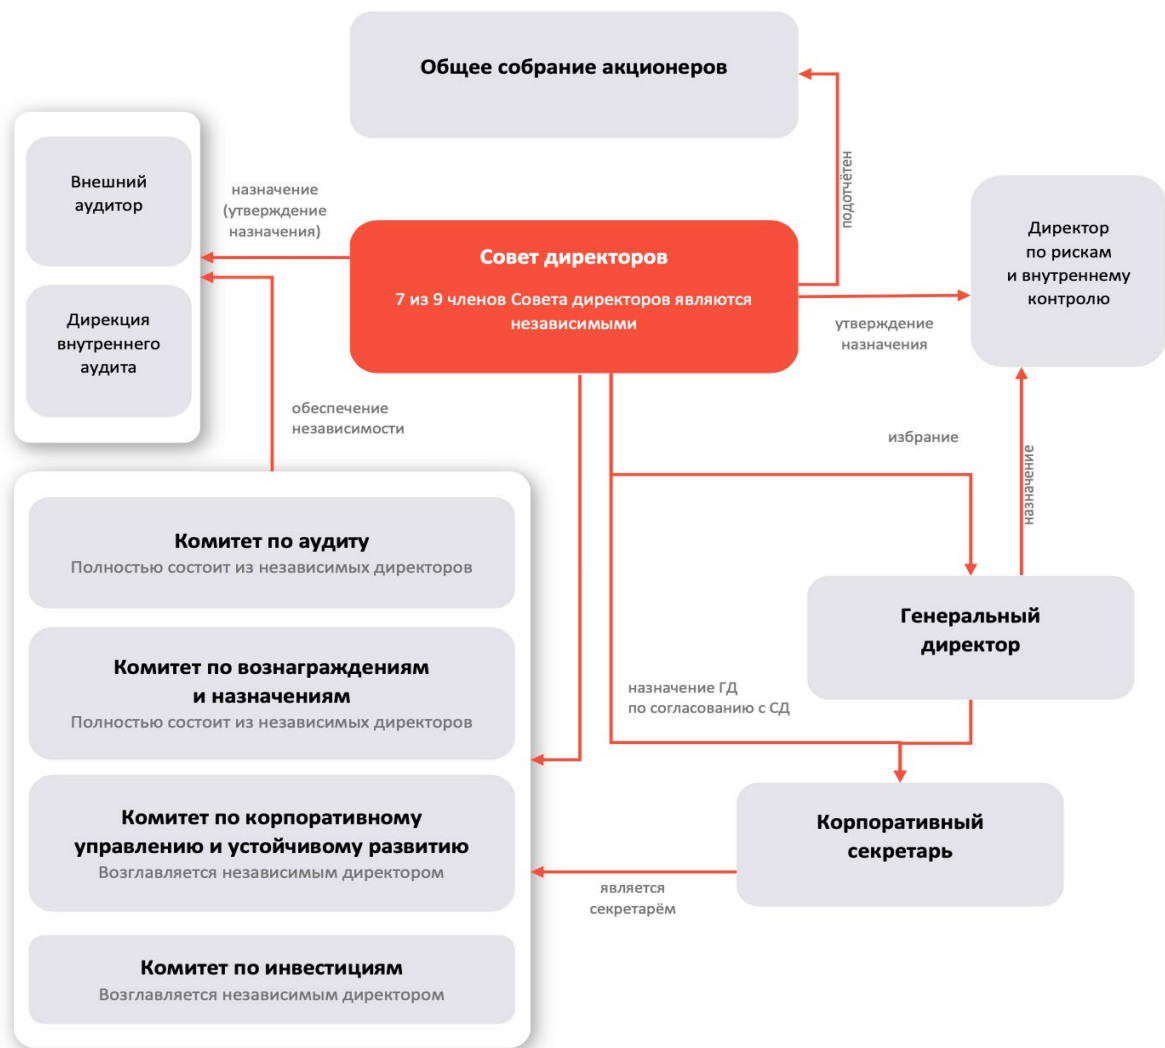 Общее собрание акционеров
подотчётен
Внешний
аудитор
Дирекция
внутреннего
аудита
назначение
(утверждение
назначения)
Совет директоров
7 из 9 членов Совета директоров являются
независимыми
Директор
по рискам
и внутреннему
контролю
утверждение
назначения
обеспечение
независимости
избрание
назначение
Комитет по аудиту
Полностью состоит из независимых директоров
Комитет по вознаграждениям
и назначениям
Полностью состоит из независимых директоров
Комитет по корпоративному
управлению и устойчивому развитию
Возглавляется независимым директором
Комитет по инвестициям
Возглавляется независимым директором
Генеральный
директор
назначение ГД
по согласованию с СД
Корпоративный
секретарь
является
секретарём